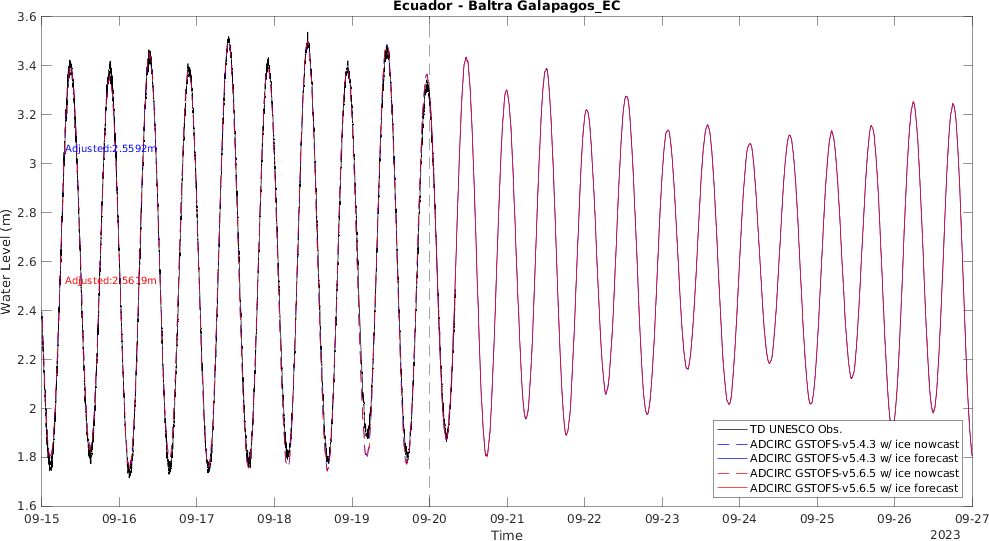 Ecuador - Baltra Galapagos_EC
3.6
3.4
3.2
3
2.8
2.6
2.4
2.2
2
1.8
1.6
Water Level (m)
Adjusted:2.5592m
Adjusted:2.5619m
TD UNESCO Obs.
ADCIRC GSTOFS-v5.4.3 w/ ice nowcast
ADCIRC GSTOFS-v5.4.3 w/ ice forecast
ADCIRC GSTOFS-v5.6.5 w/ ice nowcast
ADCIRC GSTOFS-v5.6.5 w/ ice forecast
09-15 09-16 09-17 09-18 09-19 09-20 09-21 09-22 09-23 09-24 09-25 09-26 09-27
Time
2023